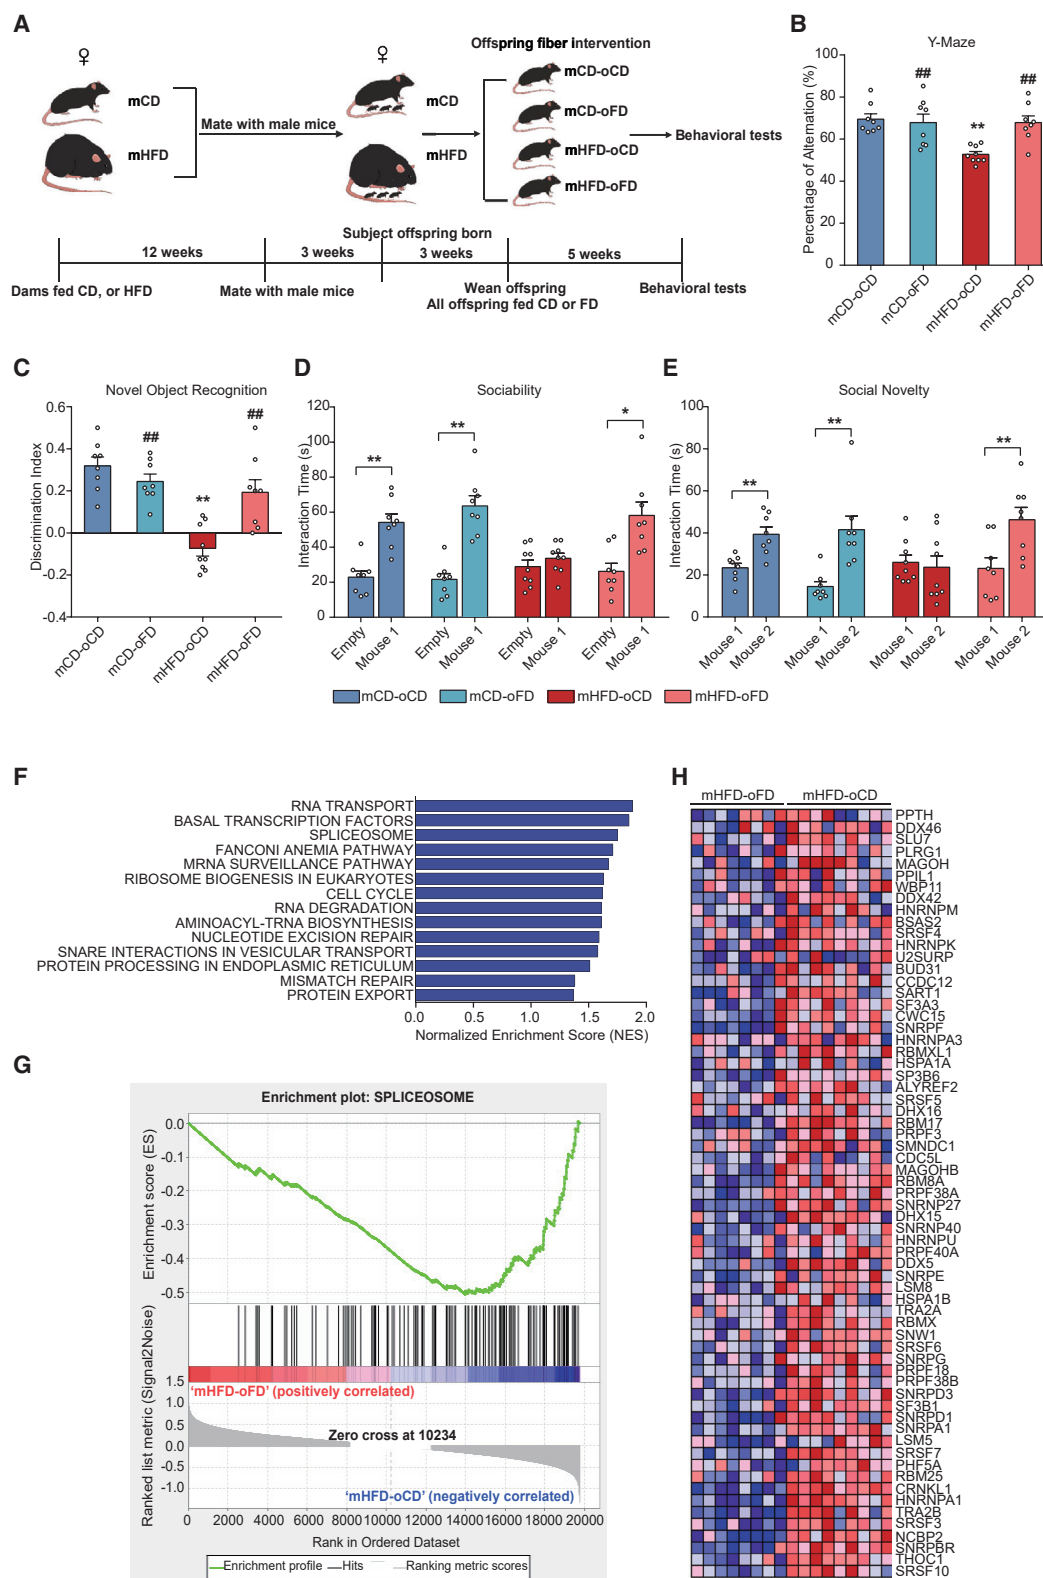 A
Offspring fiber intervention
♀
♀
mCD
mHFD
Mate with male mice
mCD
mHFD
mCD-oCD
mCD-oFD
mHFD-oCD
mHFD-oFD
Behavioral tests
Subject offspring born
12 weeks
3 weeks
3 weeks
5 weeks
Dams fed CD, or HFD
Mate with male mice
Wean offspring
All offspring fed CD or FD
Behavioral tests
B
Y-Maze
Percentage of Alternation (%)
100
80
60
40
20
0
##
**
##
mCD-oCD
mCD-oFD
mHFD-oCD
mHFD-oFD
C
Novel Object Recognition
Discrimination Index
0.6
0.4
0.2
0.0
-0.2
-0.4
##
**
##
mCD-oCD
mCD-oFD
mHFD-oCD
mHFD-oFD
D
Sociability
Interaction Time (s)
120
100
80
60
40
20
0
**
**
*
Empty
Mouse 1
Empty
Mouse 1
Empty
Mouse 1
Empty
Mouse 1
E
Social Novelty
Interaction Time (s)
100
80
60
40
20
0
**
**
**
Mouse 1
Mouse 2
Mouse 1
Mouse 2
Mouse 1
Mouse 2
Mouse 1
Mouse 2
mCD-oCD
mCD-oFD
mHFD-oCD
mHFD-oFD
F
RNA TRANSPORT
BASAL TRANSCRIPTION FACTORS
SPLICEOSOME
FANCONI ANEMIA PATHWAY
MRNA SURVEILLANCE PATHWAY
RIBOSOME BIOGENESIS IN EUKARYOTES
CELL CYCLE
RNA DEGRADATION
AMINOACYL-TRNA BIOSYNTHESIS
NUCLEOTIDE EXCISION REPAIR
SNARE INTERACTIONS IN VESICULAR TRANSPORT
PROTEIN PROCESSING IN ENDOPLASMIC RETICULUM
MISMATCH REPAIR
PROTEIN EXPORT
0.0
0.5
1.0
1.5
2.0
Normalized Enrichment Score (NES)
G
Enrichment plot: SPLICEOSOME
Enrichment score (ES)
0.0
-0.1
-0.2
-0.3
-0.4
-0.5
Ranked list metric (Signal2Noise)
1.5
1.0
0.5
0.0
-0.5
-1.0
‘mHFD-oFD’ (positively correlated)
Zero cross at 10234
‘mHFD-oCD’ (negatively correlated)
0
2000
4000
6000
8000
10000
12000
14000
16000
18000
20000
Rank in Ordered Dataset
Enrichment profile
Hits
Ranking metric scores
H
mHFD-oFD
mHFD-oCD
PPTH
DDX46
SLU7
PLRG1
MAGOH
PPIL1
WBP11
DDX42
HNRNPM
BSAS2
SRSF4
HNRNPK
U2SURP
BUD31
CCDC12
SART1
SF3A3
CWC15
SNRPF
HNRNPA3
RBMXL1
HSPA1A
SP3B6
ALYREF2
SRSF5
DHX16
RBM17
PRPF3
SMNDC1
CDC5L
MAGOHB
RBM8A
PRPF38A
SNRNP27
DHX15
SNRNP40
HNRNPU
PRPF40A
DDX5
SNRPE
LSM8
HSPA1B
TRA2A
RBMX
SNW1
SRSF6
SNRPG
PRPF18
PRPF38B
SNRPD3
SF3B1
SNRPD1
SNRPA1
LSM5
SRSF7
PHF5A
RBM25
CRNKL1
HNRNPA1
TRA2B
SRSF3
NCBP2
SNRPBR
THOC1
SRSF10